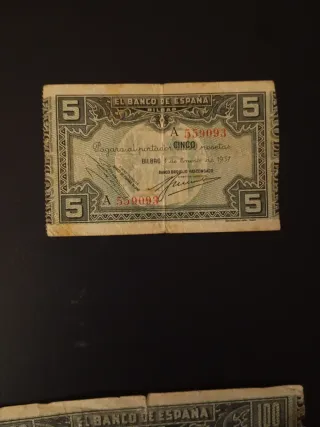 EL BANCO DE ESPAÑA
BILBAO
5 5
A 559093
Pagará al portador CINCO pesetas
BILBAO, 1 de Enero de 1937
A 559093
5 5
EL BANCO DE ESPAÑA 100